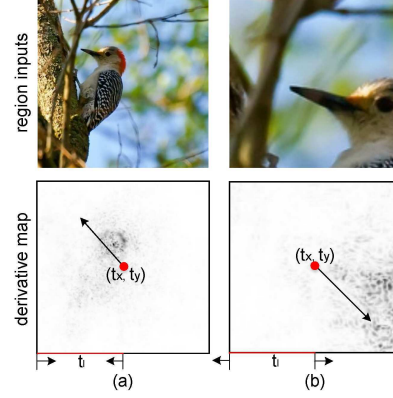 region inputs
derivative map
(tx, ty)
(tx, ty)
tl
tl
(a)
(b)